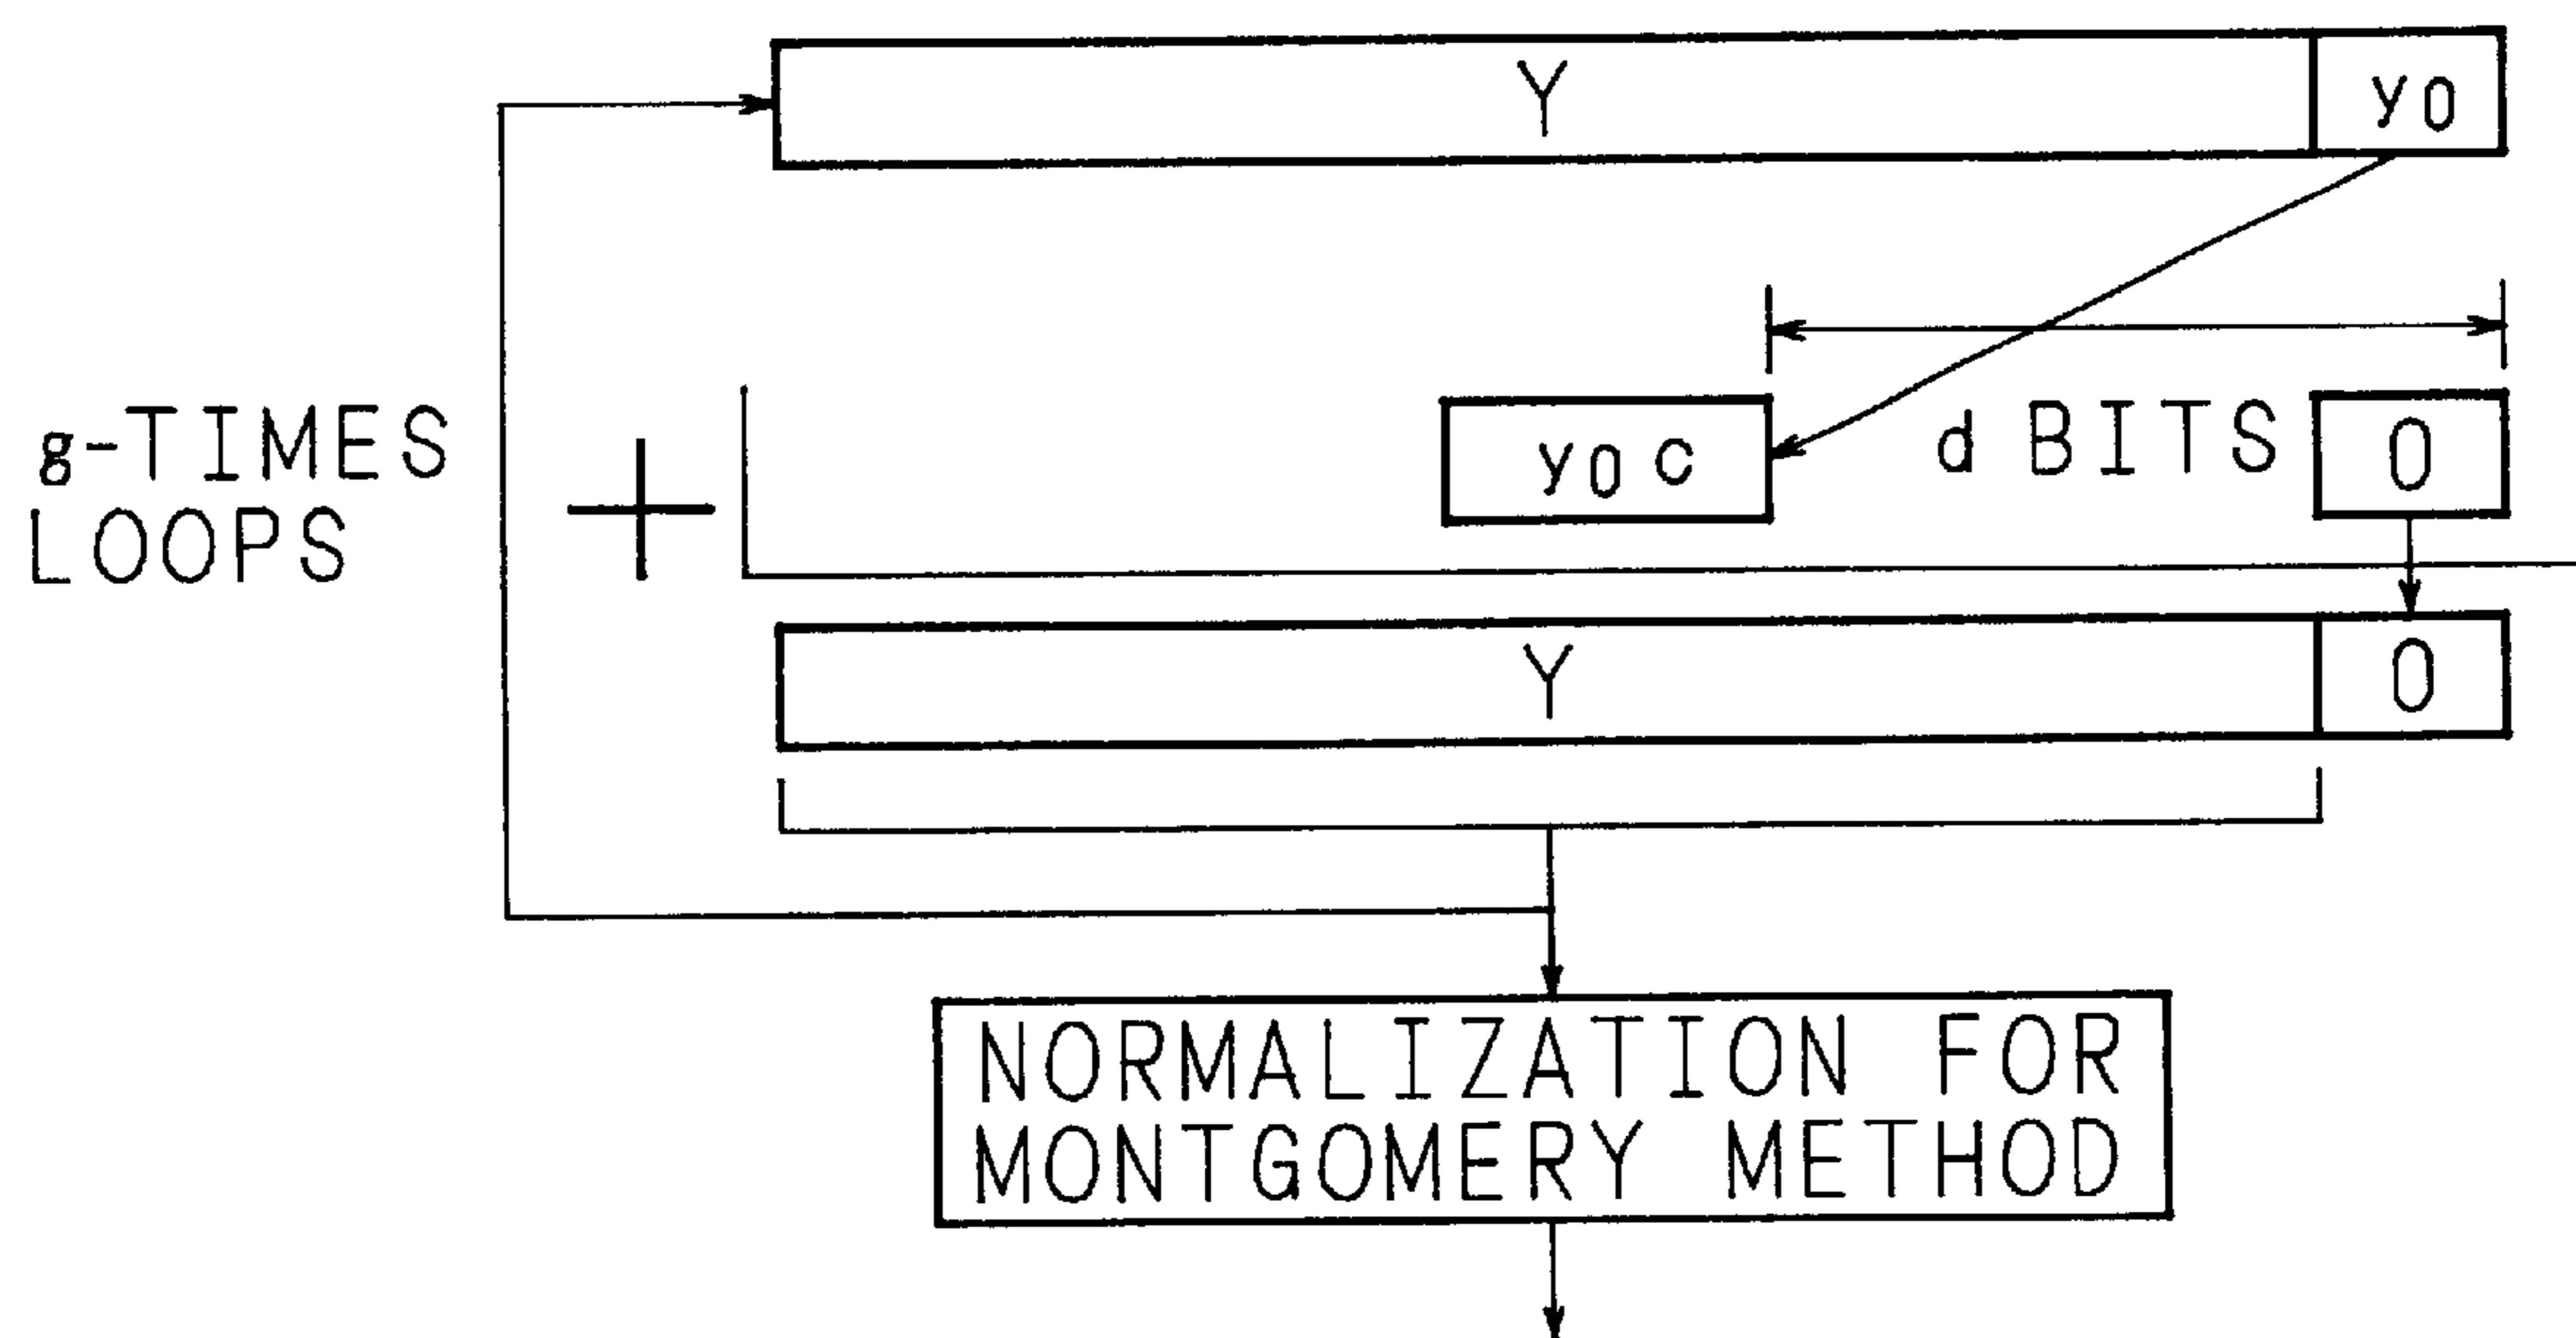 Y y0
g-TIMES
LOOPS
y0 c d BITS 0
Y 0
NORMALIZATION FOR
MONTGOMERY METHOD